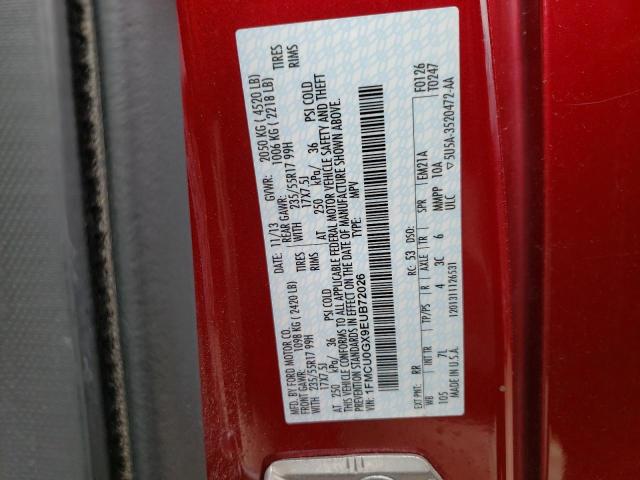 MFD. BY FORD MOTOR CO.
DATE: 11/13 GVWR: 2050 KG ( 4520 LB)
FRONT GAWR: 1098 KG ( 2420 LB) REAR GAWR: 1006 KG ( 2218 LB)
WITH 235/55R17 99H TIRES WITH 235/55R17 99H TIRES
17X7.5J RIMS 17X7.5J RIMS
AT 250 kPa/ 36 PSI COLD AT 250 kPa/ 36 PSI COLD
THIS VEHICLE CONFORMS TO ALL APPLICABLE FEDERAL MOTOR VEHICLE SAFETY AND THEFT
PREVENTION STANDARDS IN EFFECT ON THE DATE OF MANUFACTURE SHOWN ABOVE.
VIN: 1FMCU0GX9EUB72026 TYPE: MPV
EXT PNT: RR RC: 53 DSO: F0126
WB INT TR TP/PS R AXLE TR SPR EM21A T0247
105 7L 4 3C 6 MMPP 10A
MADE IN U.S.A. ULC ▽5U5A-3520472-AA
1201311126531